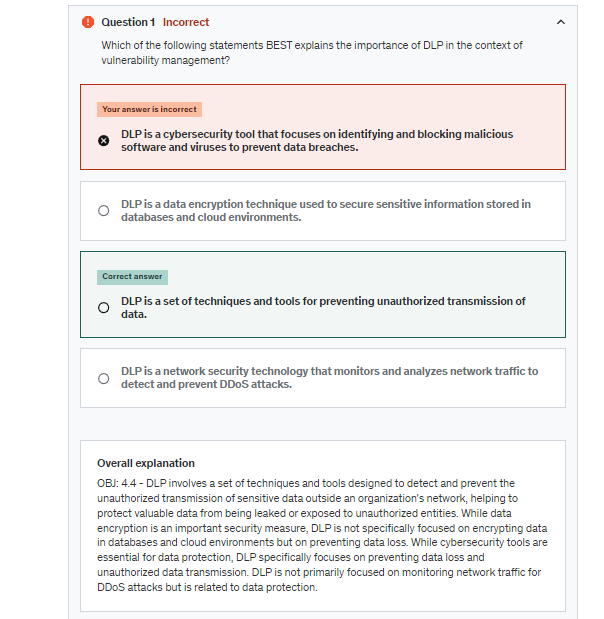 Question 1 Incorrect
Which of the following statements BEST explains the importance of DLP in the context of
vulnerability management?
Your answer is incorrect
DLP is a cybersecurity tool that focuses on identifying and blocking malicious
software and viruses to prevent data breaches.
DLP is a data encryption technique used to secure sensitive information stored in
databases and cloud environments.
Correct answer
DLP is a set of techniques and tools for preventing unauthorized transmission of
data.
DLP is a network security technology that monitors and analyzes network traffic to
detect and prevent DDoS attacks.
Overall explanation
OBJ: 4.4 - DLP involves a set of techniques and tools designed to detect and prevent the
unauthorized transmission of sensitive data outside an organization's network, helping to
protect valuable data from being leaked or exposed to unauthorized entities. While data
encryption is an important security measure, DLP is not specifically focused on encrypting data
in databases and cloud environments but on preventing data loss. While cybersecurity tools are
essential for data protection, DLP specifically focuses on preventing data loss and
unauthorized data transmission. DLP is not primarily focused on monitoring network traffic for
DDoS attacks but is related to data protection.